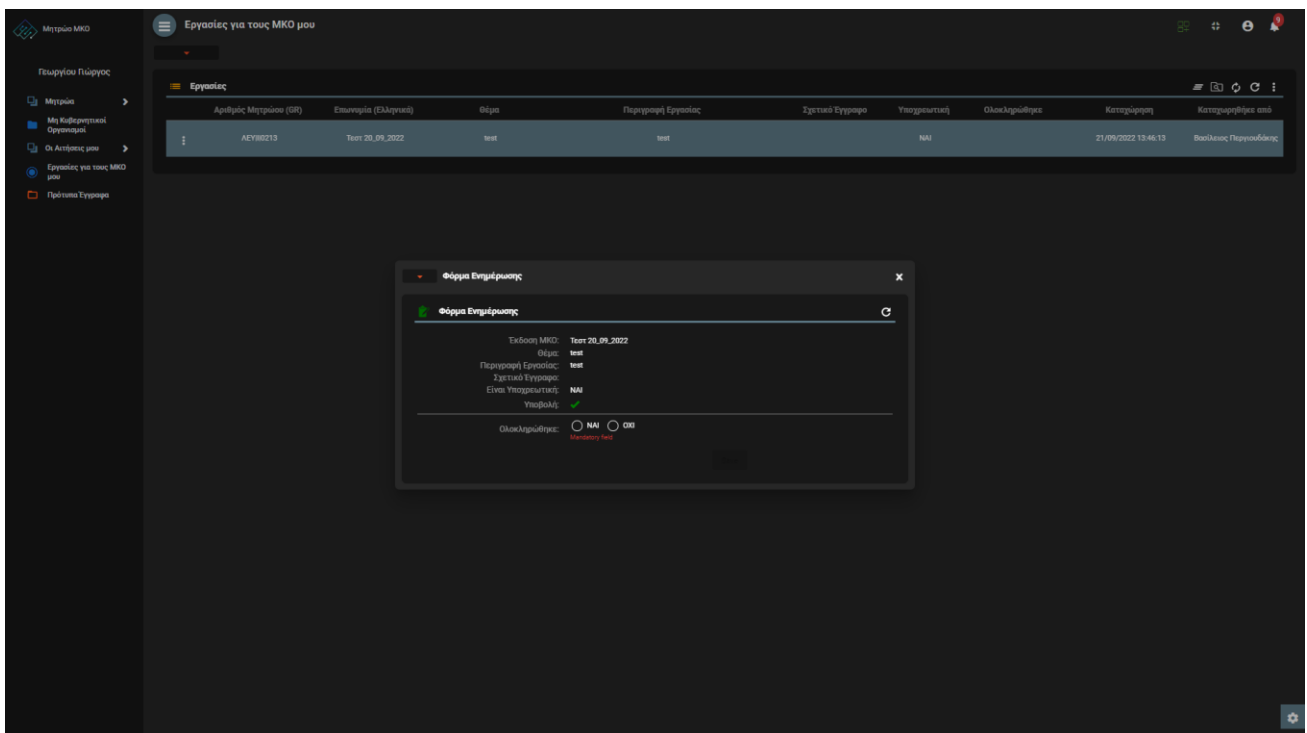 Μητρώο ΜΚΟ
Εργασίες για τους ΜΚΟ μου
9
Γεωργίου Γιώργος
Μητρώα
Μη Κυβερνητικοί
Οργανισμοί
Οι Αιτήσεις μου
Εργασίες για τους ΜΚΟ
μου
Πρότυπα Έγγραφα
Εργασίες
Αριθμός Μητρώου (GR) Επωνυμία (Ελληνικά) Θέμα Περιγραφή Εργασίας Σχετικό Έγγραφο Υποχρεωτική Ολοκληρώθηκε Καταχώρηση Καταχωρηθήκε από
Τεστ 20_09_2022 test test ΝΑΙ 21/09/2022 13:46:13 Βασίλειος Περγιουδάκης
Φόρμα Ενημέρωσης
Φόρμα Ενημέρωσης
Έκδοση ΜΚΟ: Τεστ 20_09_2022
Θέμα: test
Περιγραφή Εργασίας: test
Σχετικό Έγγραφο:
Είναι Υποχρεωτική: ΝΑΙ
Υποβολή:
Ολοκληρώθηκε: ΝΑΙ ΟΧΙ
Mandatory field